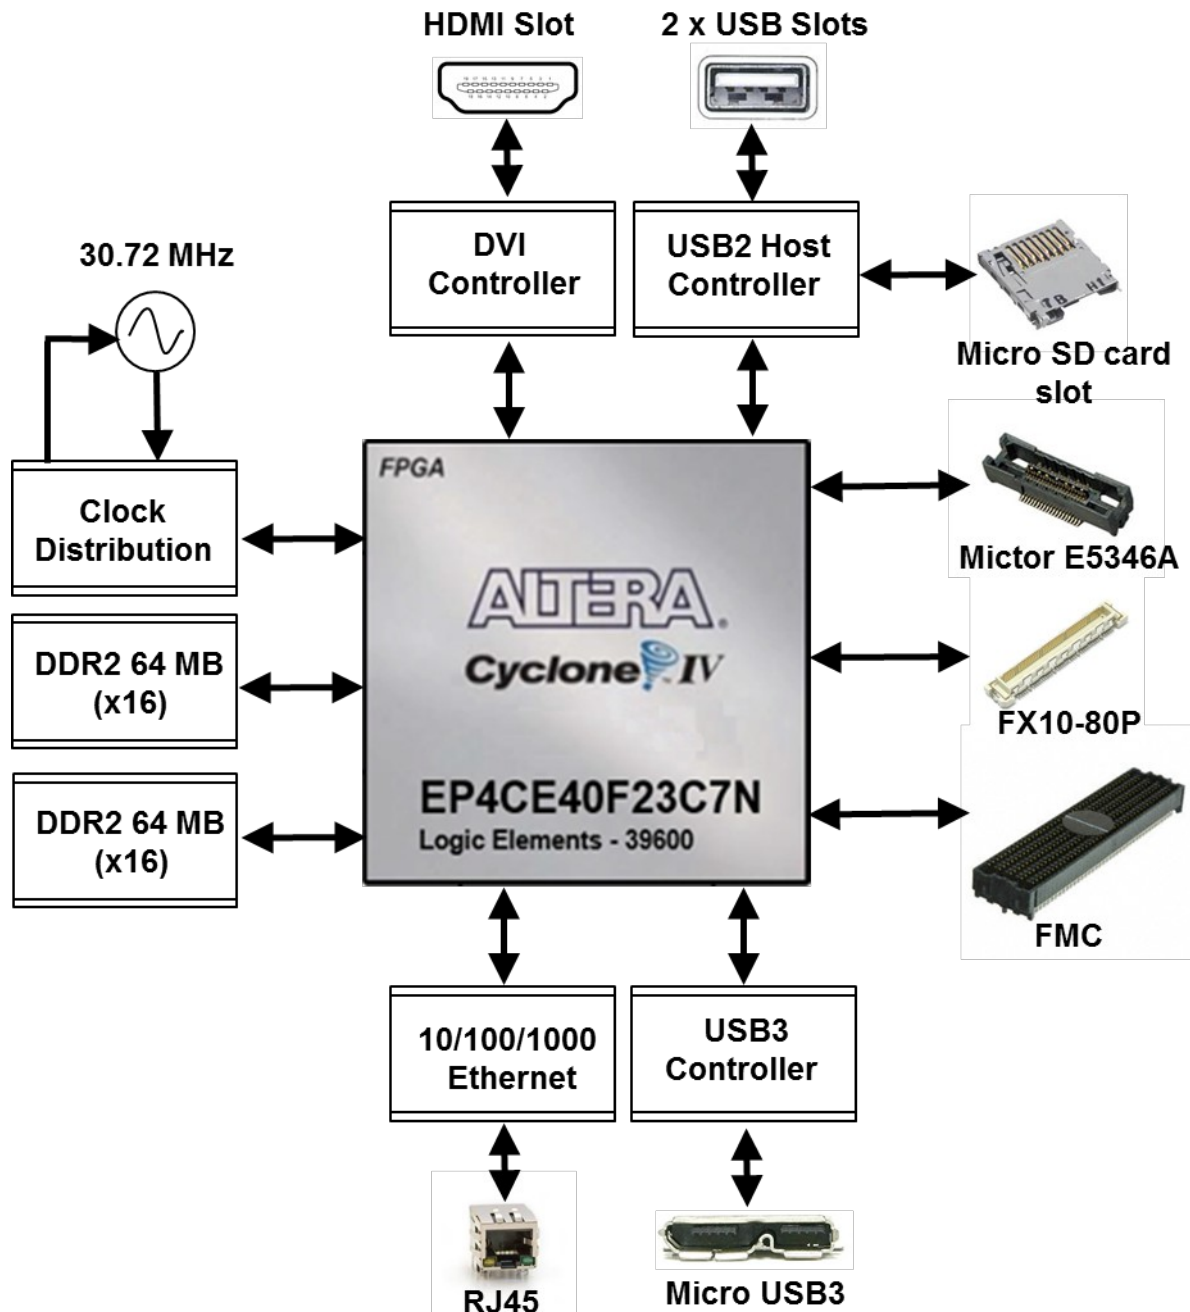 HDMI Slot
2 x USB Slots
DVI
Controller
USB2 Host
Controller
30.72 MHz
Micro SD card
slot
FPGA
Clock
Distribution
Mictor E5346A
ALTERA.
Cyclone IV
DDR2 64 MB
(x16)
FX10-80P
EP4CE40F23C7N
Logic Elements - 39600
DDR2 64 MB
(x16)
FMC
10/100/1000
Ethernet
USB3
Controller
RJ45
Micro USB3